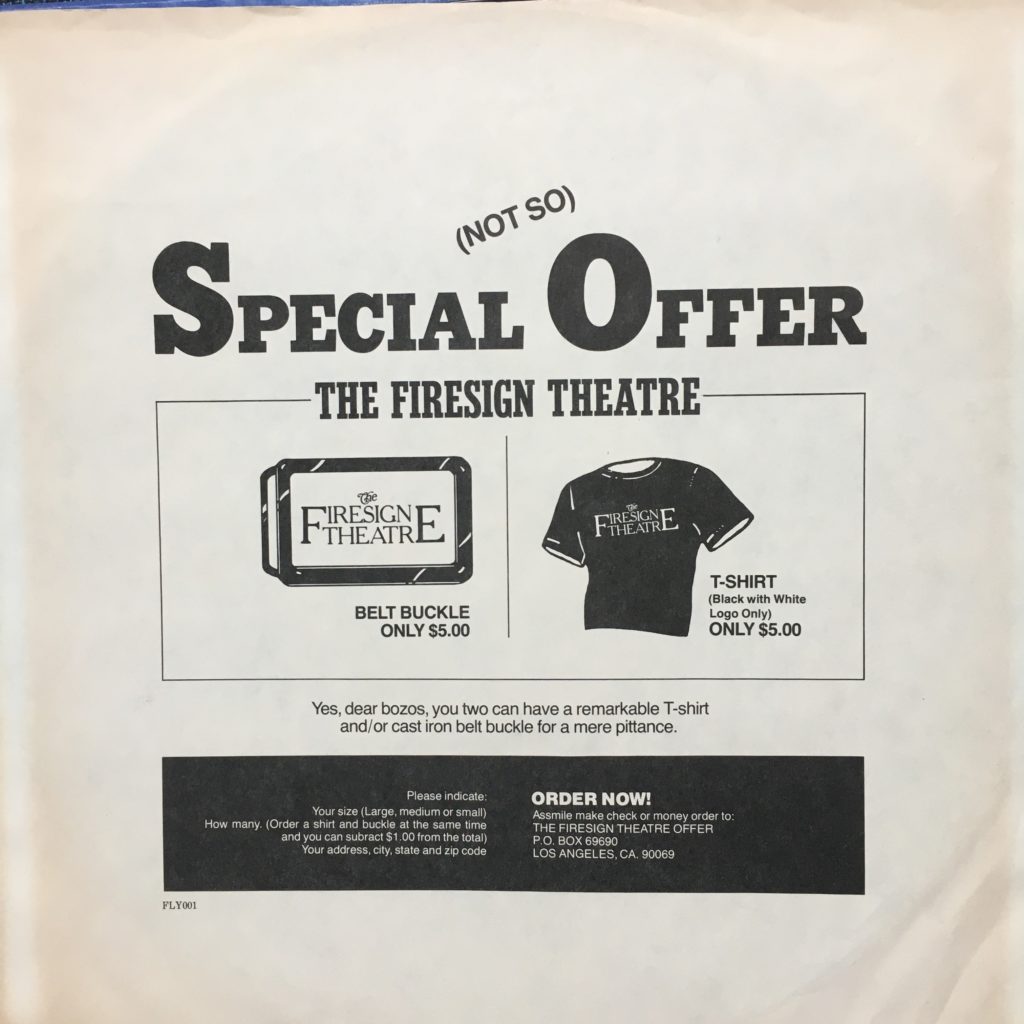 (NOT SO)
SPECIAL OFFER
THE FIRESIGN THEATRE
The
FIRESIGN
THEATRE
BELT BUCKLE
ONLY $5.00
The
FIRESIGN
THEATRE
T-SHIRT
(Black with White
Logo Only)
ONLY $5.00
Yes, dear bozos, you two can have a remarkable T-shirt
and/or cast iron belt buckle for a mere pittance.
Please indicate:
Your size (Large, medium or small)
How many. (Order a shirt and buckle at the same time
and you can subract $1.00 from the total)
Your address, city, state and zip code
ORDER NOW!
Assmile make check or money order to:
THE FIRESIGN THEATRE OFFER
P.O. BOX 69690
LOS ANGELES, CA. 90069
FLY001